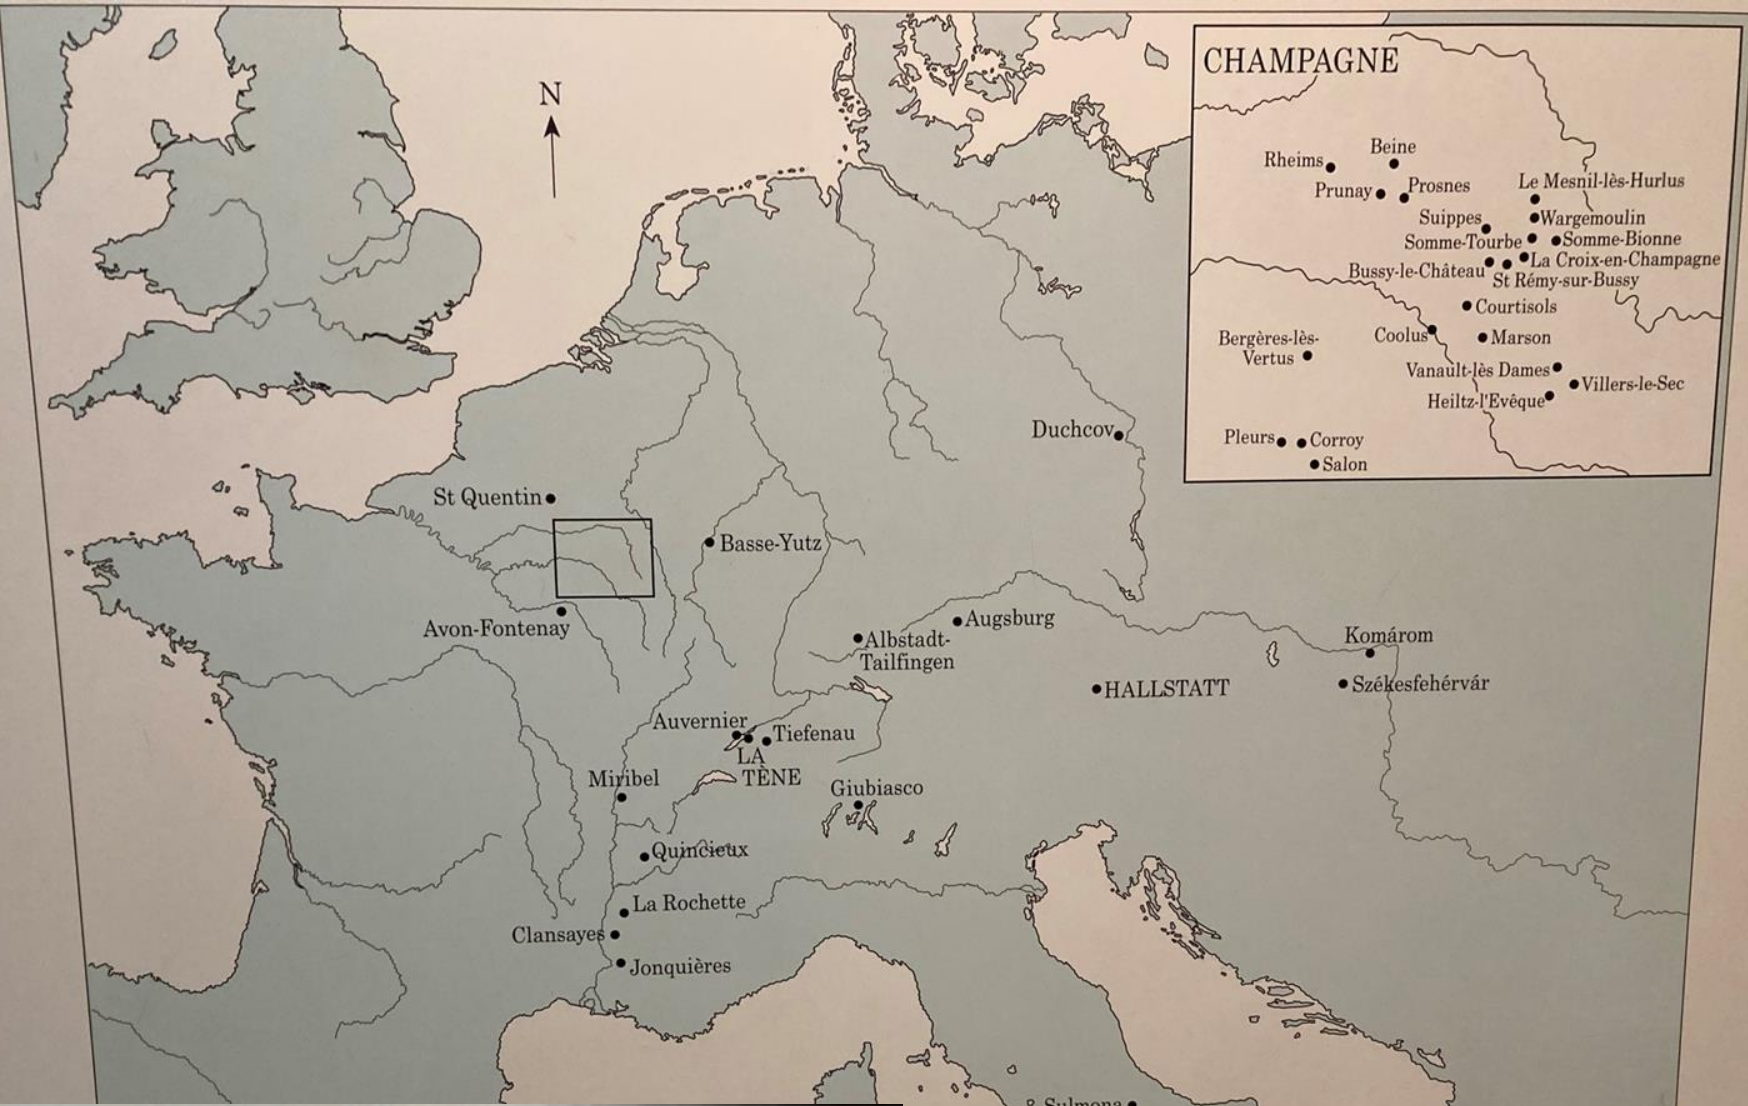 CHAMPAGNE
N
Beine
Rheims
Prunay
Prosnes
Le Mesnil-lès-Hurlus
Suippes
Wargemoulin
Somme-Tourbe
Somme-Bionne
La Croix-en-Champagne
Bussy-le-Château
St Rémy-sur-Bussy
Courtisols
Coolus
Marson
Bergères-lès-
Vertus
Vanault-lès Dames
Villers-le-Sec
Heiltz-l'Evêque
Pleurs
Corroy
Salon
Duchcov
St Quentin
Basse-Yutz
Avon-Fontenay
Augsburg
Albstadt-
Tailfingen
Komárom
HALLSTATT
Székesfehérvár
Auvernier
Tiefenau
LA
TÈNE
Miribel
Giubiasco
Quincieux
La Rochette
Clansayes
Jonquières
Sulmona